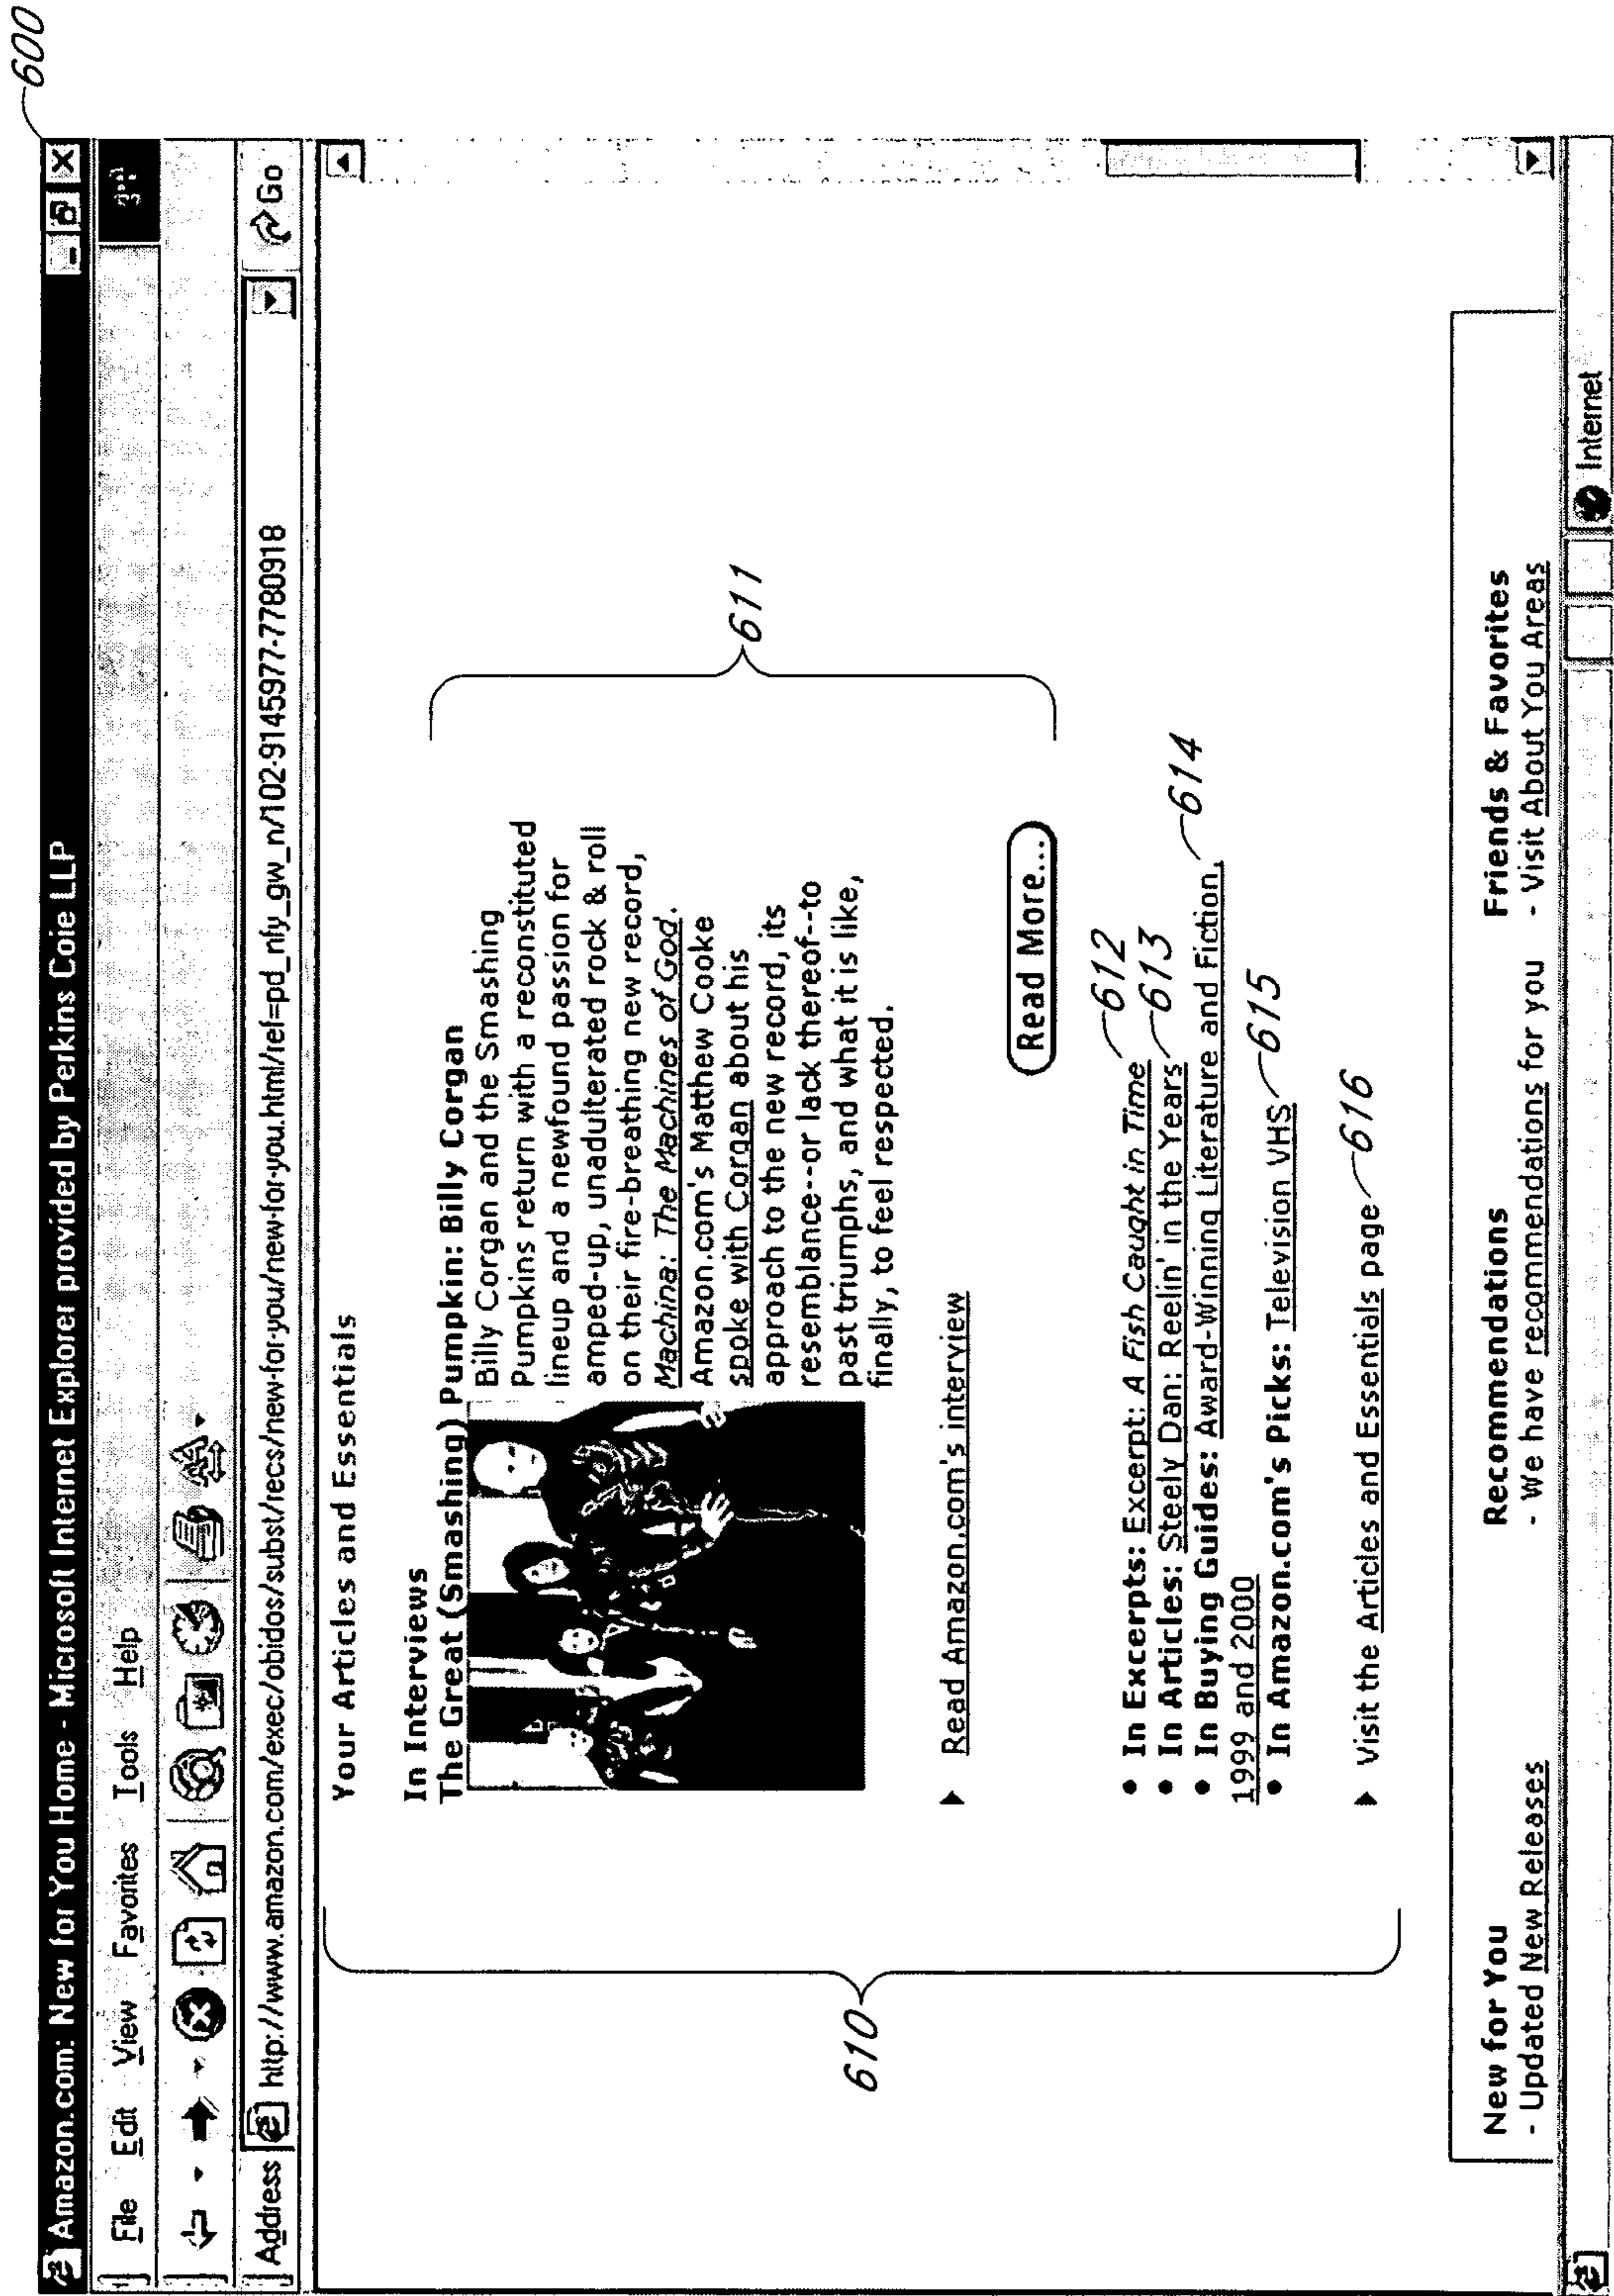 600
Amazon.com: New for You Home - Microsoft Internet Explorer provided by Perkins Coie LLP
File Edit View Favorites Tools Help
Address http://www.amazon.com/exec/obidos/subst/recs/new-for-you/new-for-you.html/ref=pd_nfy_gw_n/102-9145977-7780918 Go
Your Articles and Essentials
In Interviews
The Great (Smashing) Pumpkin: Billy Corgan
Billy Corgan and the Smashing
Pumpkins return with a reconstituted
lineup and a newfound passion for
amped-up, unadulterated rock & roll
on their fire-breathing new record,
Machina: The Machines of God.
Amazon.com's Matthew Cooke
spoke with Corgan about his
approach to the new record, its
resemblance--or lack thereof--to
past triumphs, and what it is like,
finally, to feel respected.
611
610
Read Amazon.com's interview
Read More...
• In Excerpts: Excerpt: A Fish Caught in Time 612
• In Articles: Steely Dan: Reelin' in the Years 613
• In Buying Guides: Award-Winning Literature and Fiction, 614
1999 and 2000
• In Amazon.com's Picks: Television VHS 615
Visit the Articles and Essentials page 616
New for You Recommendations Friends & Favorites
- Updated New Releases - We have recommendations for you - Visit About You Areas
Internet